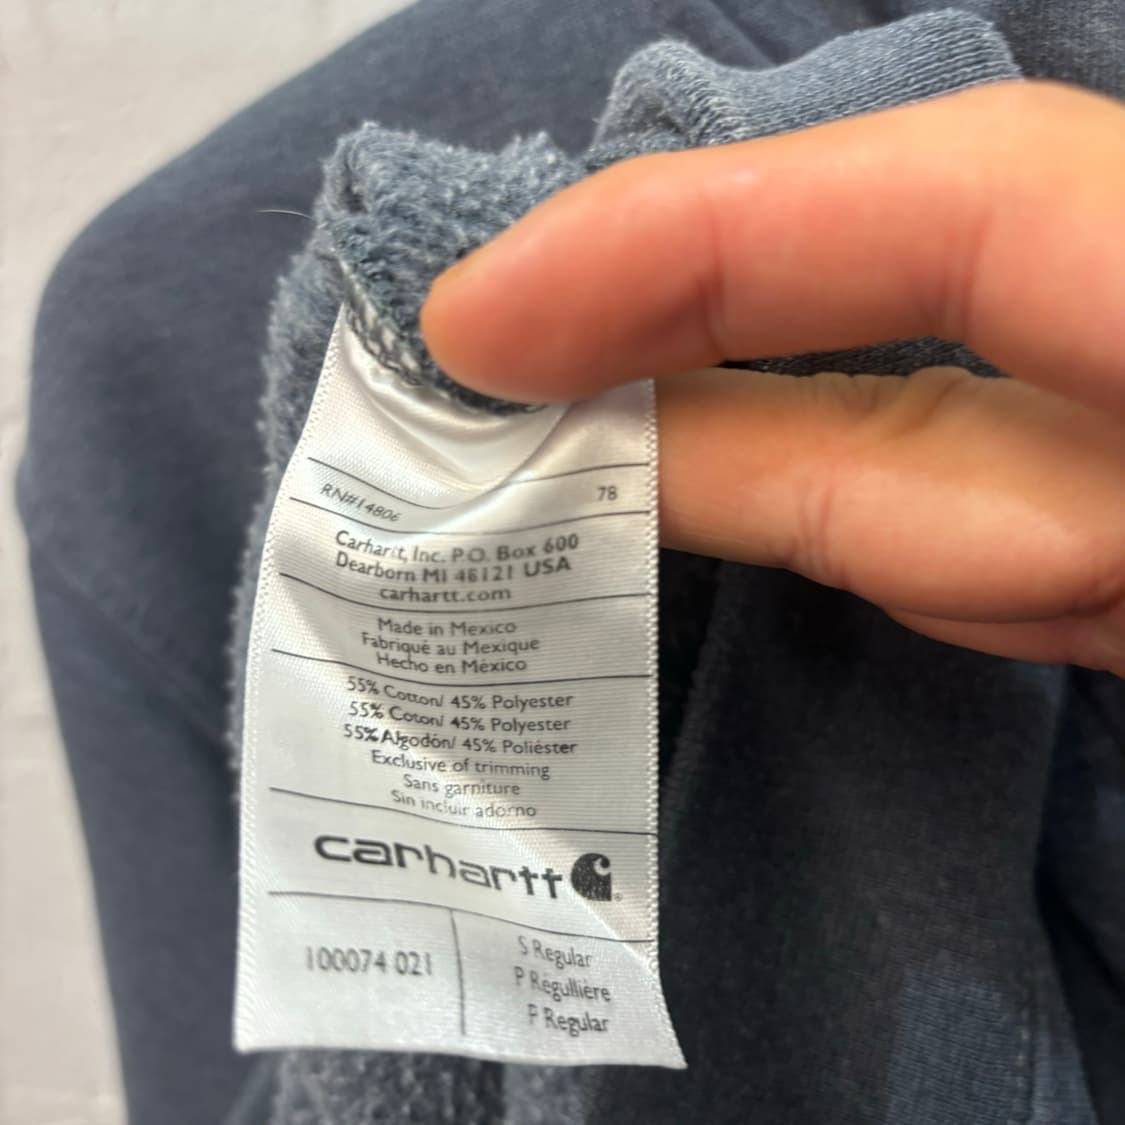 RN#14806
78
Carhartt, Inc. P.O. Box 600
Dearborn MI 48121 USA
carhartt.com
Made in Mexico
Fabriqué au Mexique
Hecho en México
55% Cotton/ 45% Polyester
55% Coton/ 45% Polyester
55% Algodón/ 45% Poliéster
Exclusive of trimming
Sans garniture
Sin incluir adorno
carhartt
100074 021
S Regular
P Régullière
P Regular